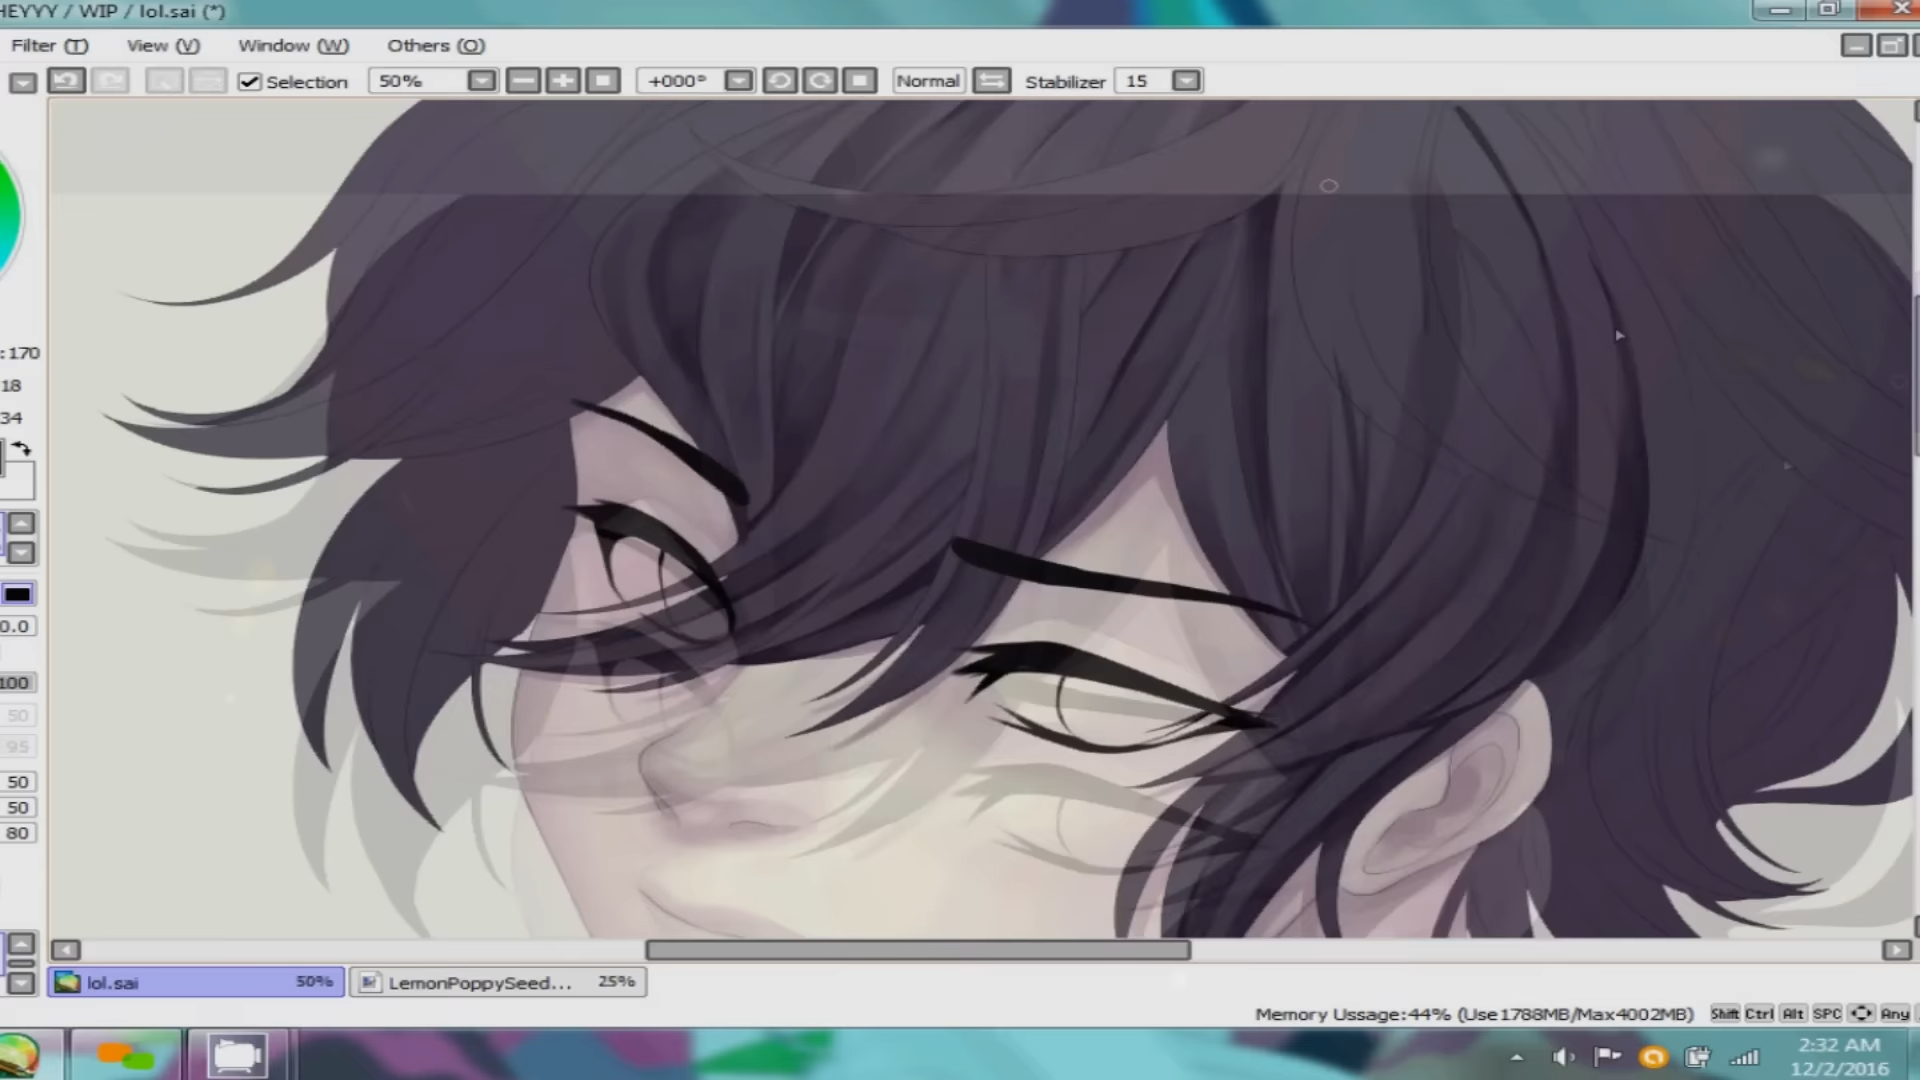 HEYYY / WIP / lol.sai (*)
Filter (T) View (V) Window (W) Others (O)
Selection 50% +000° Normal Stabilizer 15
:170
18
34
0.0
100
50
95
50
50
80
lol.sai 50% LemonPoppySeed... 25%
Memory Ussage:44% (Use1788MB/Max4002MB) Shift Ctrl Alt SPC Any
2:32 AM
12/2/2016